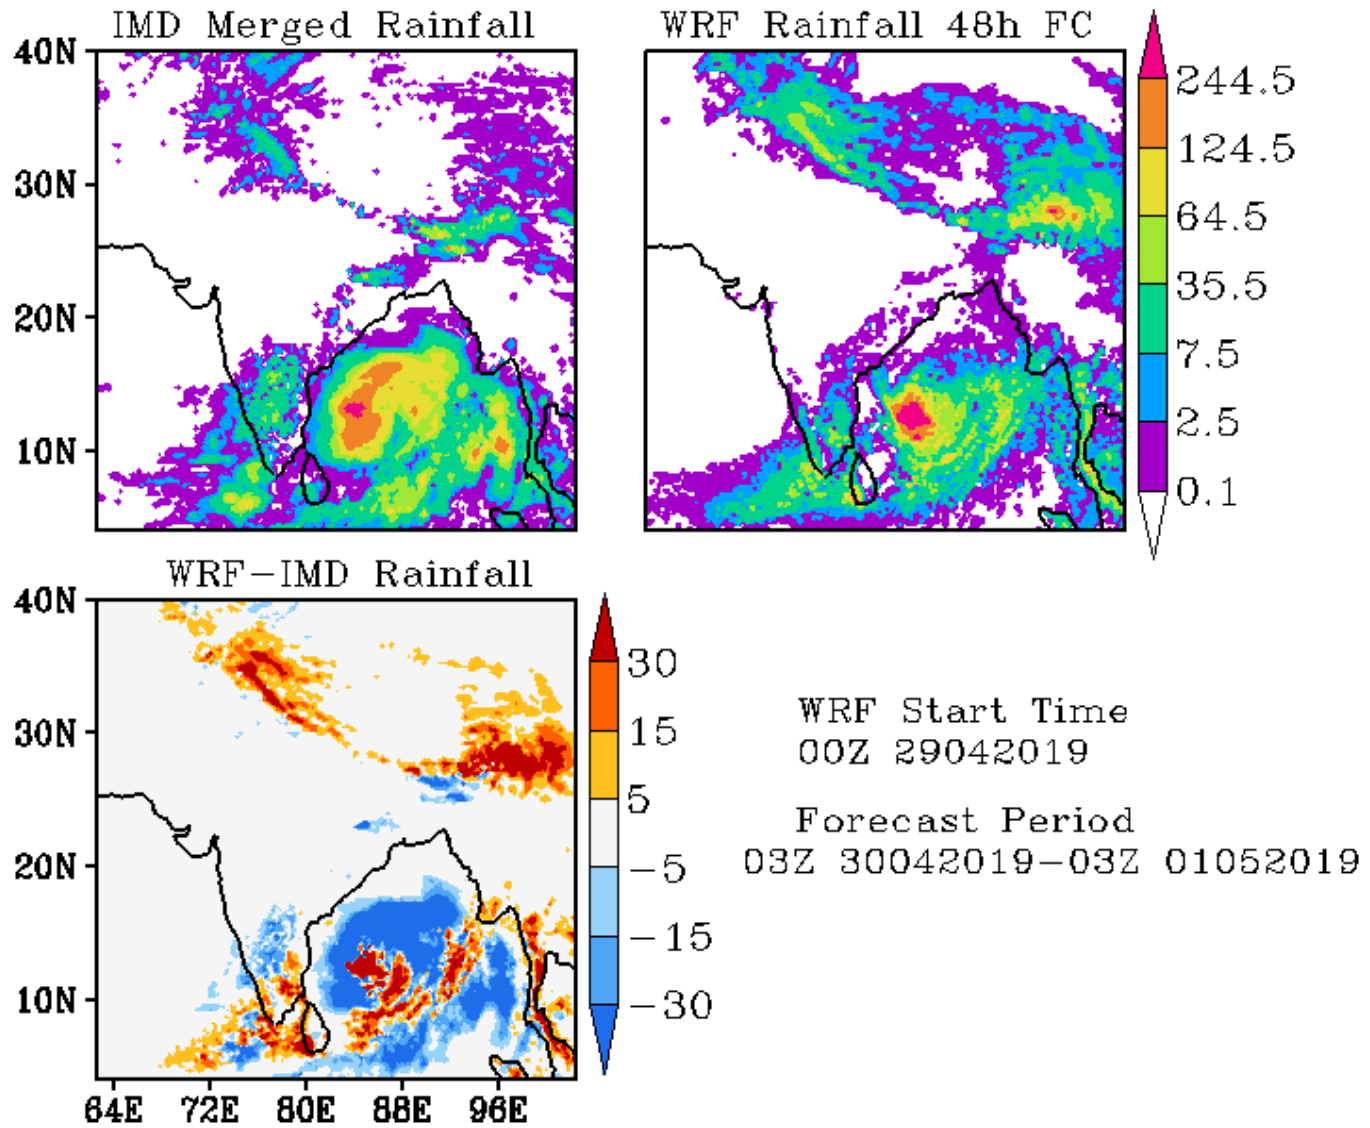 IMD Merged Rainfall
WRF Rainfall 48h FC
40N
30N
20N
10N
244.5
124.5
64.5
35.5
7.5
2.5
0.1
WRF-IMD Rainfall
40N
30N
20N
10N
64E 72E 80E 88E 96E
30
15
5
-5
-15
-30
WRF Start Time
00Z 29042019
Forecast Period
03Z 30042019-03Z 01052019